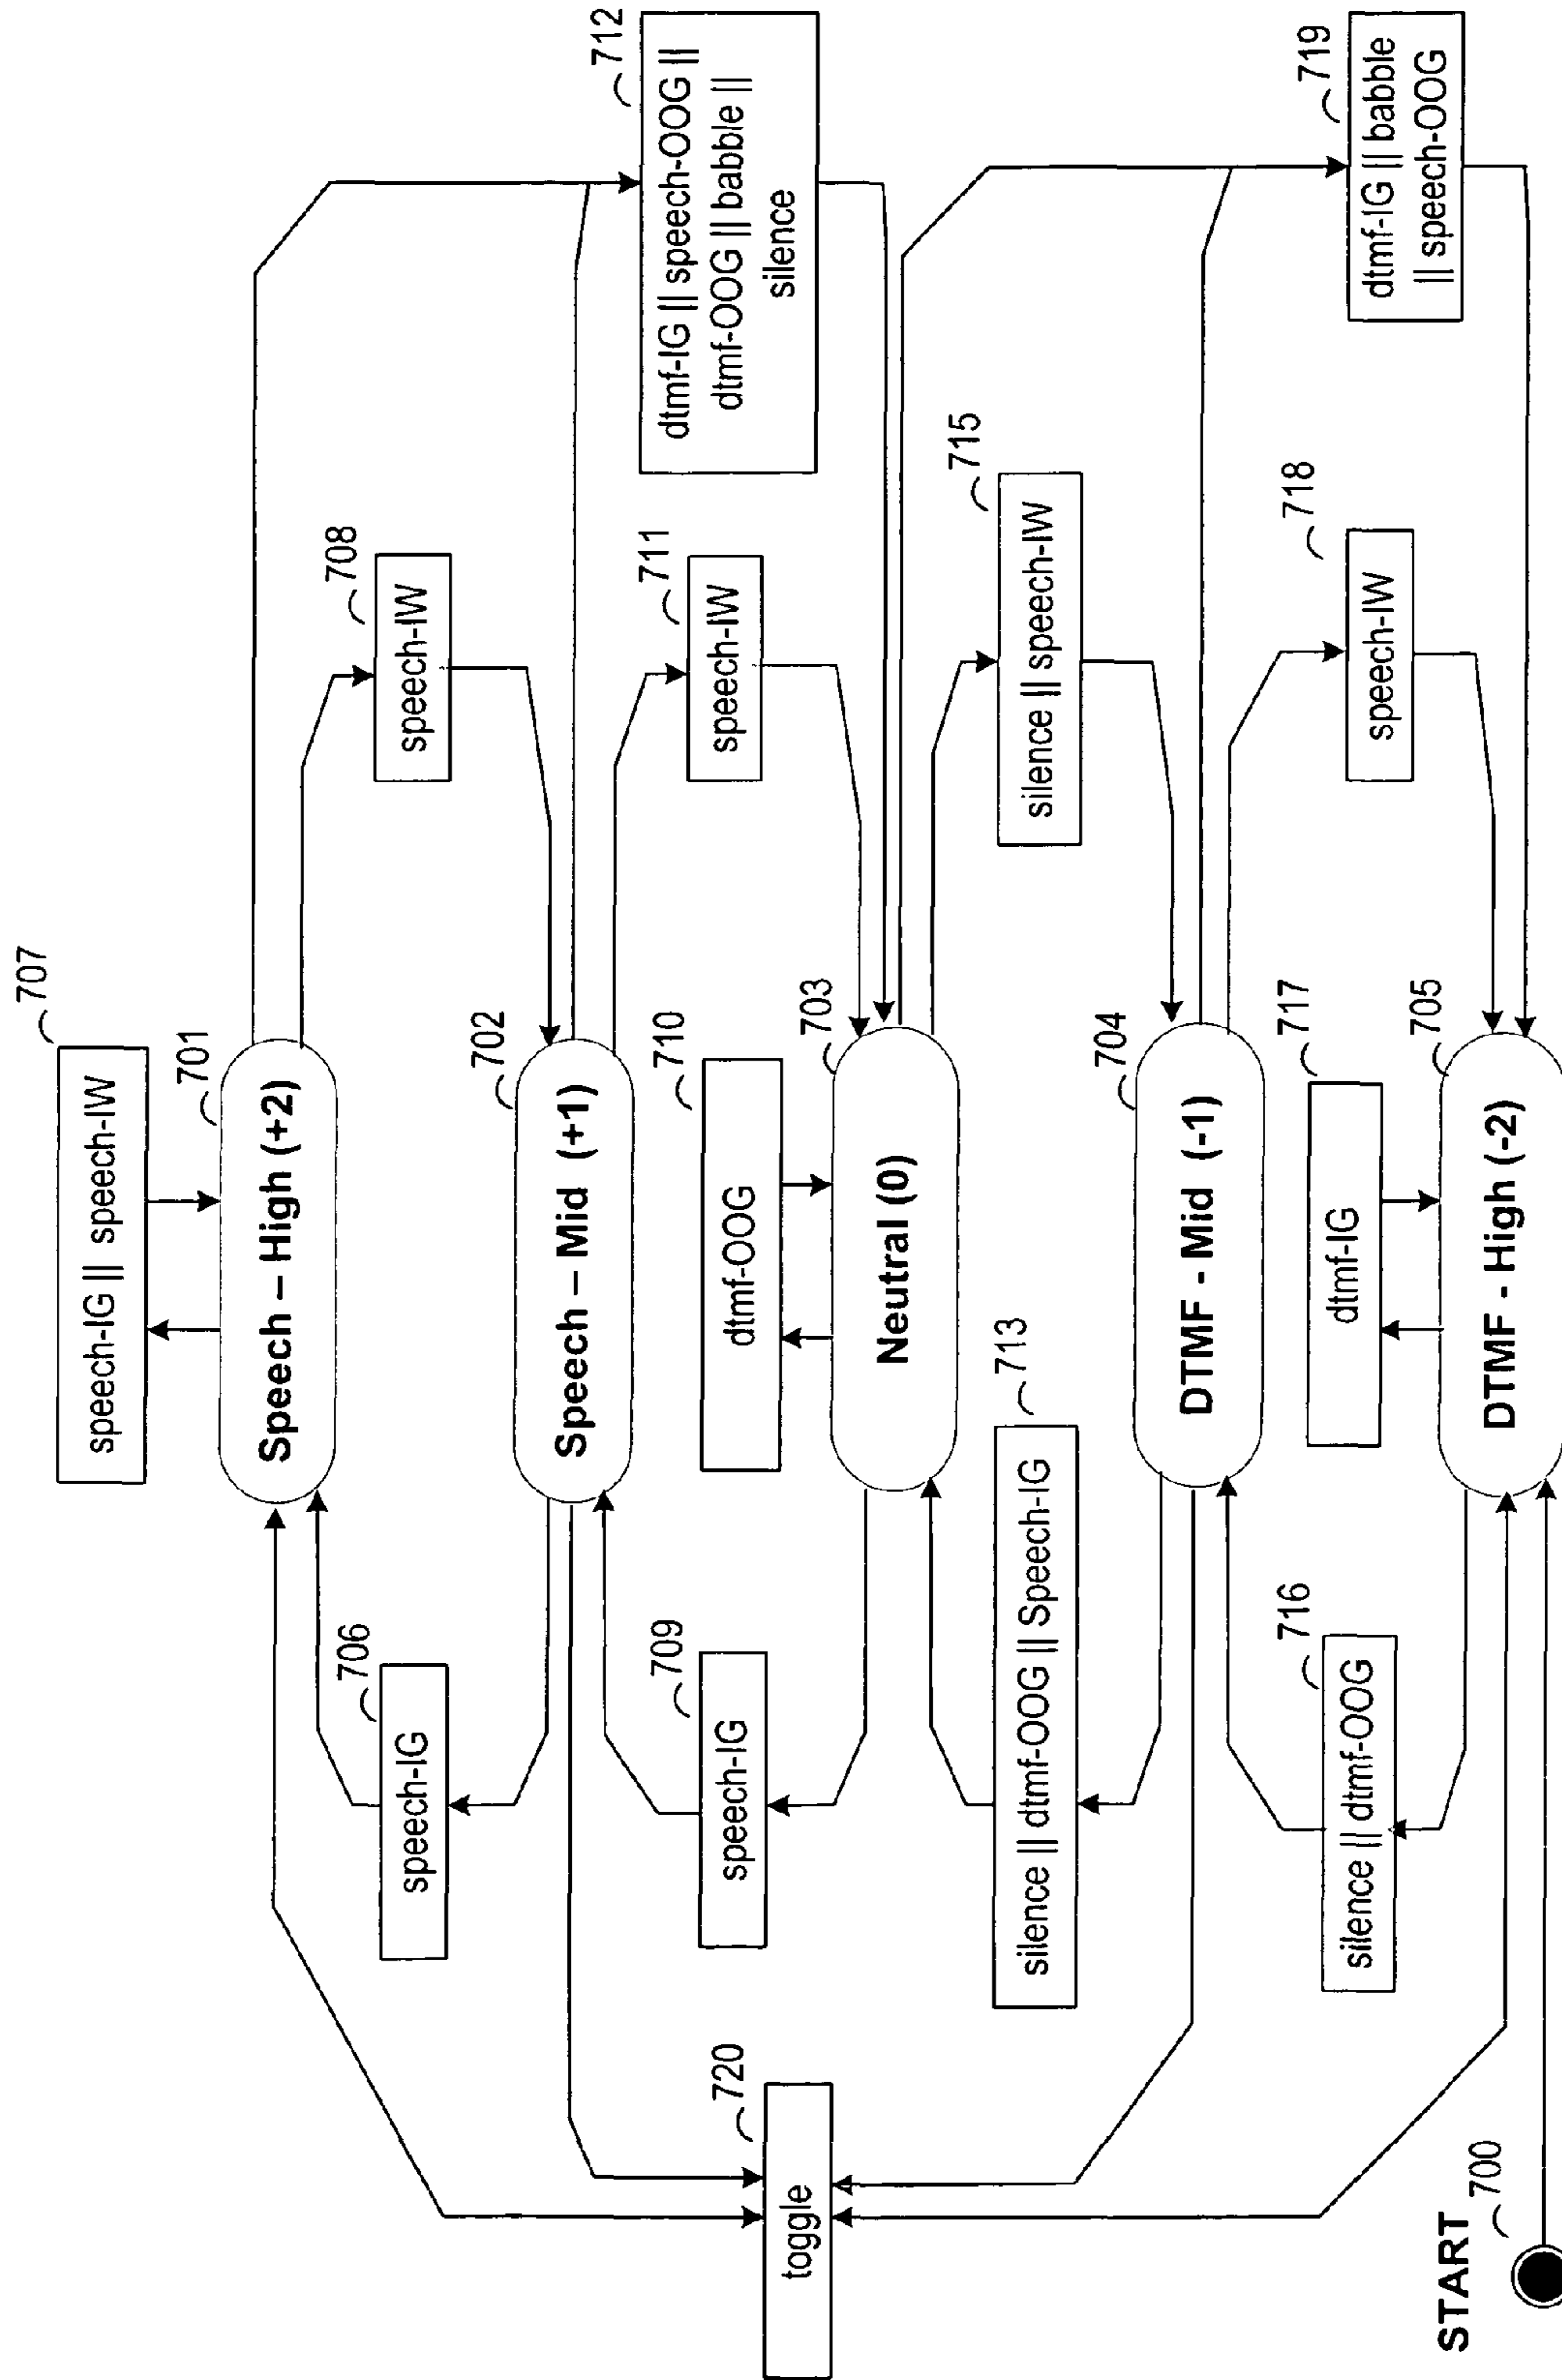 707
speech-IG || speech-IW
701
Speech – High (+2)
706
speech-IG
708
speech-IW
702
Speech – Mid (+1)
712
dtmf-IG || speech-OOG ||
dtmf-OOG || babble ||
silence
720
toggle
709
speech-IG
710
dtmf-OOG
711
speech-IW
703
Neutral (0)
713
silence || dtmf-OOG || Speech-IG
715
silence || speech-IW
704
DTMF - Mid (-1)
716
silence || dtmf-OOG
717
dtmf-IG
718
speech-IW
719
dtmf-IG || babble
|| speech-OOG
705
DTMF - High (-2)
START
700